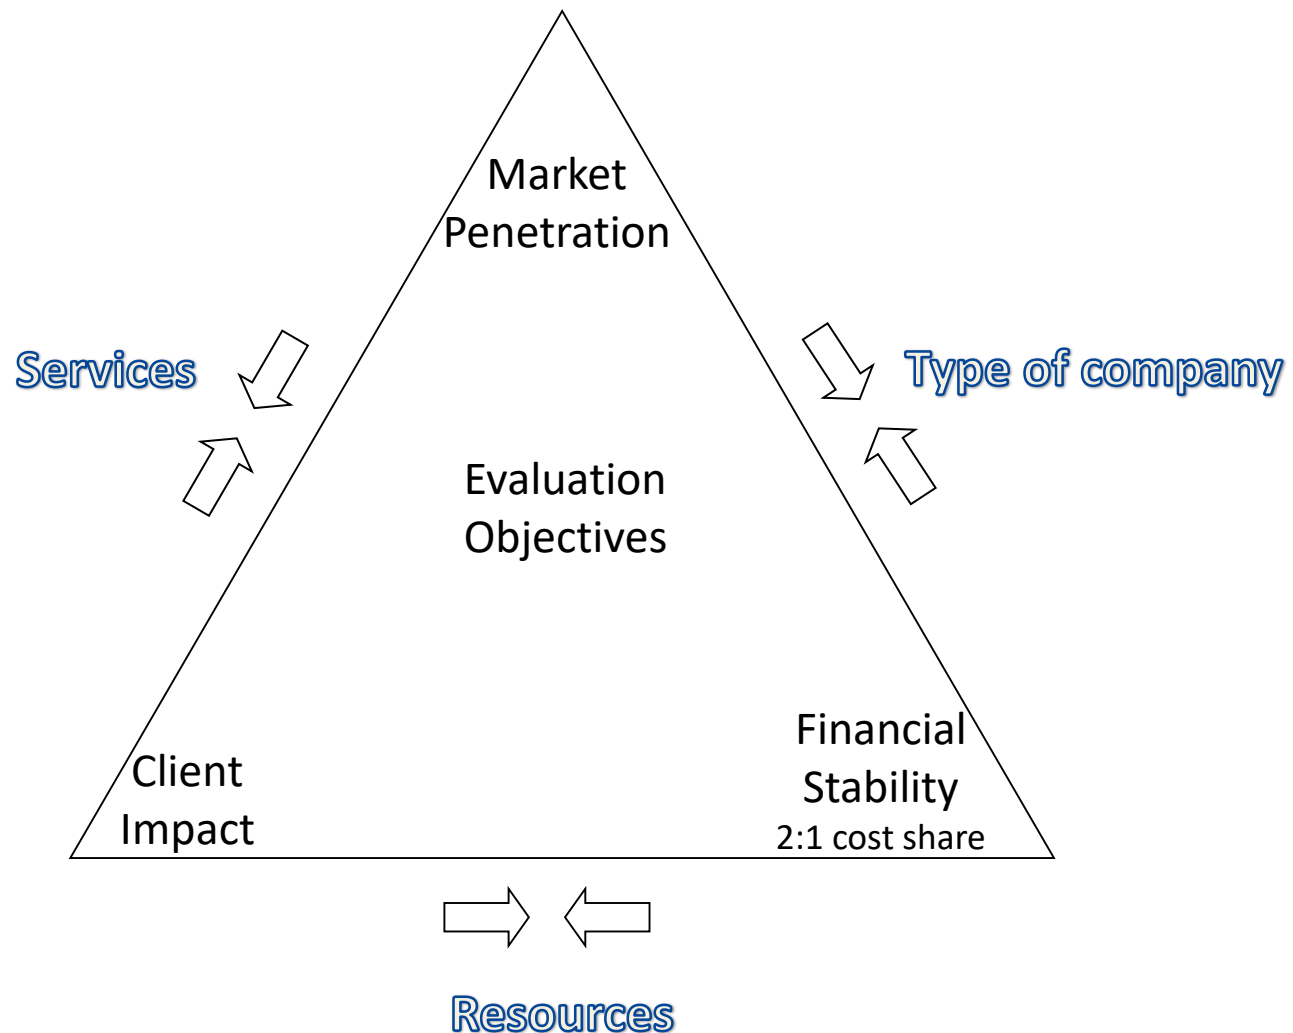 Market
Penetration
Services
Type of company
Evaluation
Objectives
Client
Impact
Financial
Stability
2:1 cost share
Resources